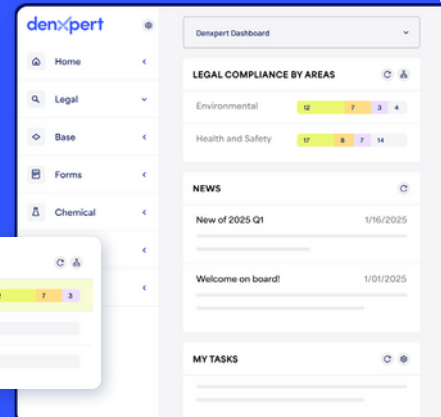 denxpert
Home
Legal
Base
Forms
Chemical
7 3
Denxpert Dashboard
LEGAL COMPLIANCE BY AREAS
Environmental 12 7 3 4
Health and Safety 17 8 7 14
NEWS
New of 2025 Q1 1/16/2025
Welcome on board! 1/01/2025
MY TASKS